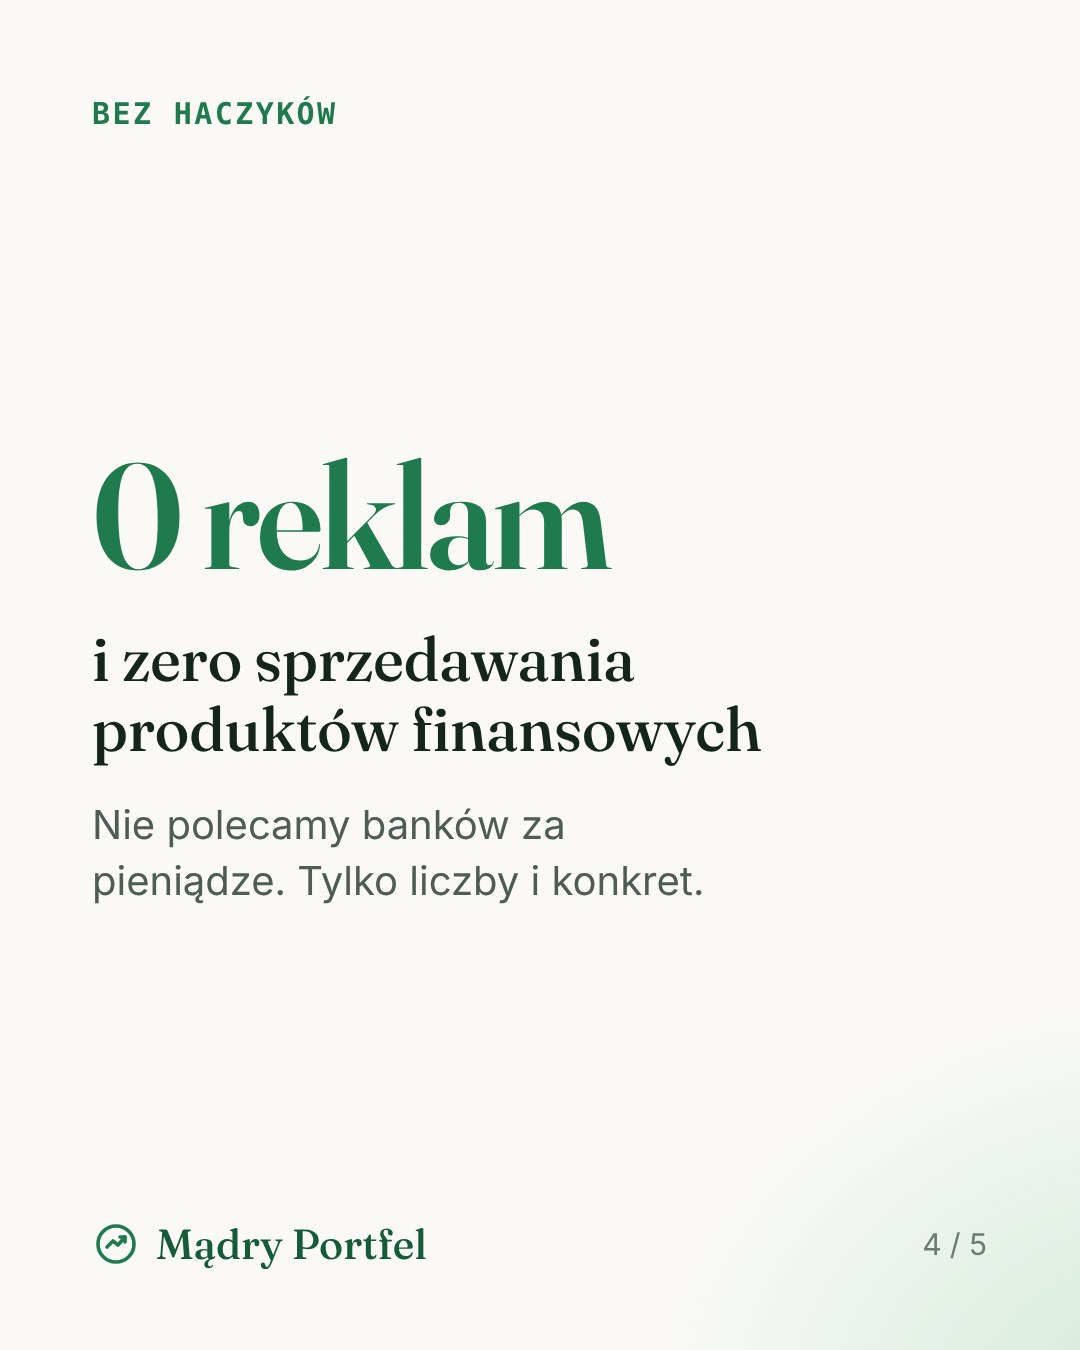 BEZ HACZYKÓW
0 reklam
i zero sprzedawania
produktów finansowych
Nie polecamy banków za
pieniądze. Tylko liczby i konkret.
Mądry Portfel
4 / 5